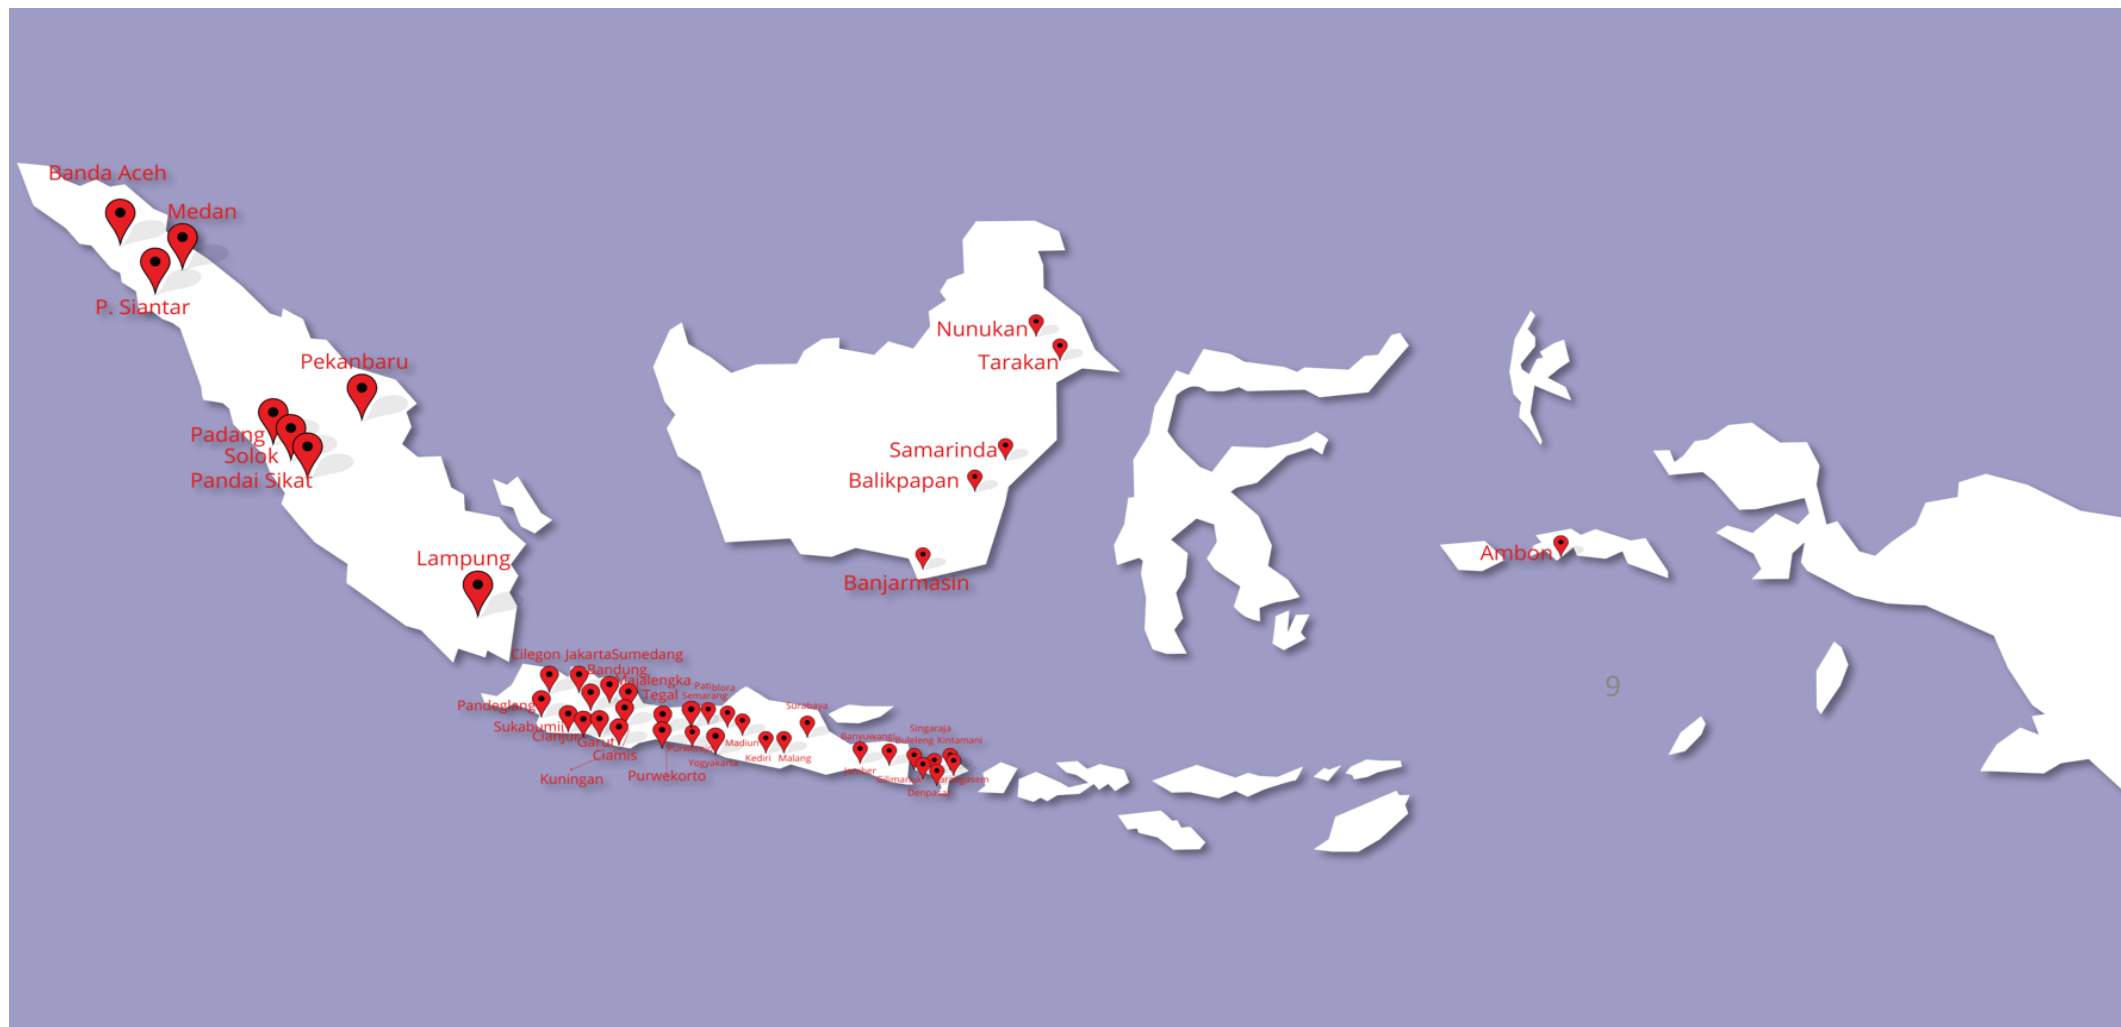 Banda Aceh
Medan
P. Siantar
Pekanbaru
Padang
Solok
Pandai Sikat
Lampung
Nunukan
Tarakan
Samarinda
Balikpapan
Banjarmasin
Ambon
9
Cilegon Jakarta Sumedang
Bandung
Majalengka
Tegal
Pati blora
Semarang
Surabaya
Pandeglang
Sukabumi
Cianjur
Garut
Ciamis
Kuningan
Purwekorto
Yogyakarta
Madiun
Kediri
Malang
Banyuwangi
Jember
Singaraja
Buleleng Kintamani
Denpasar